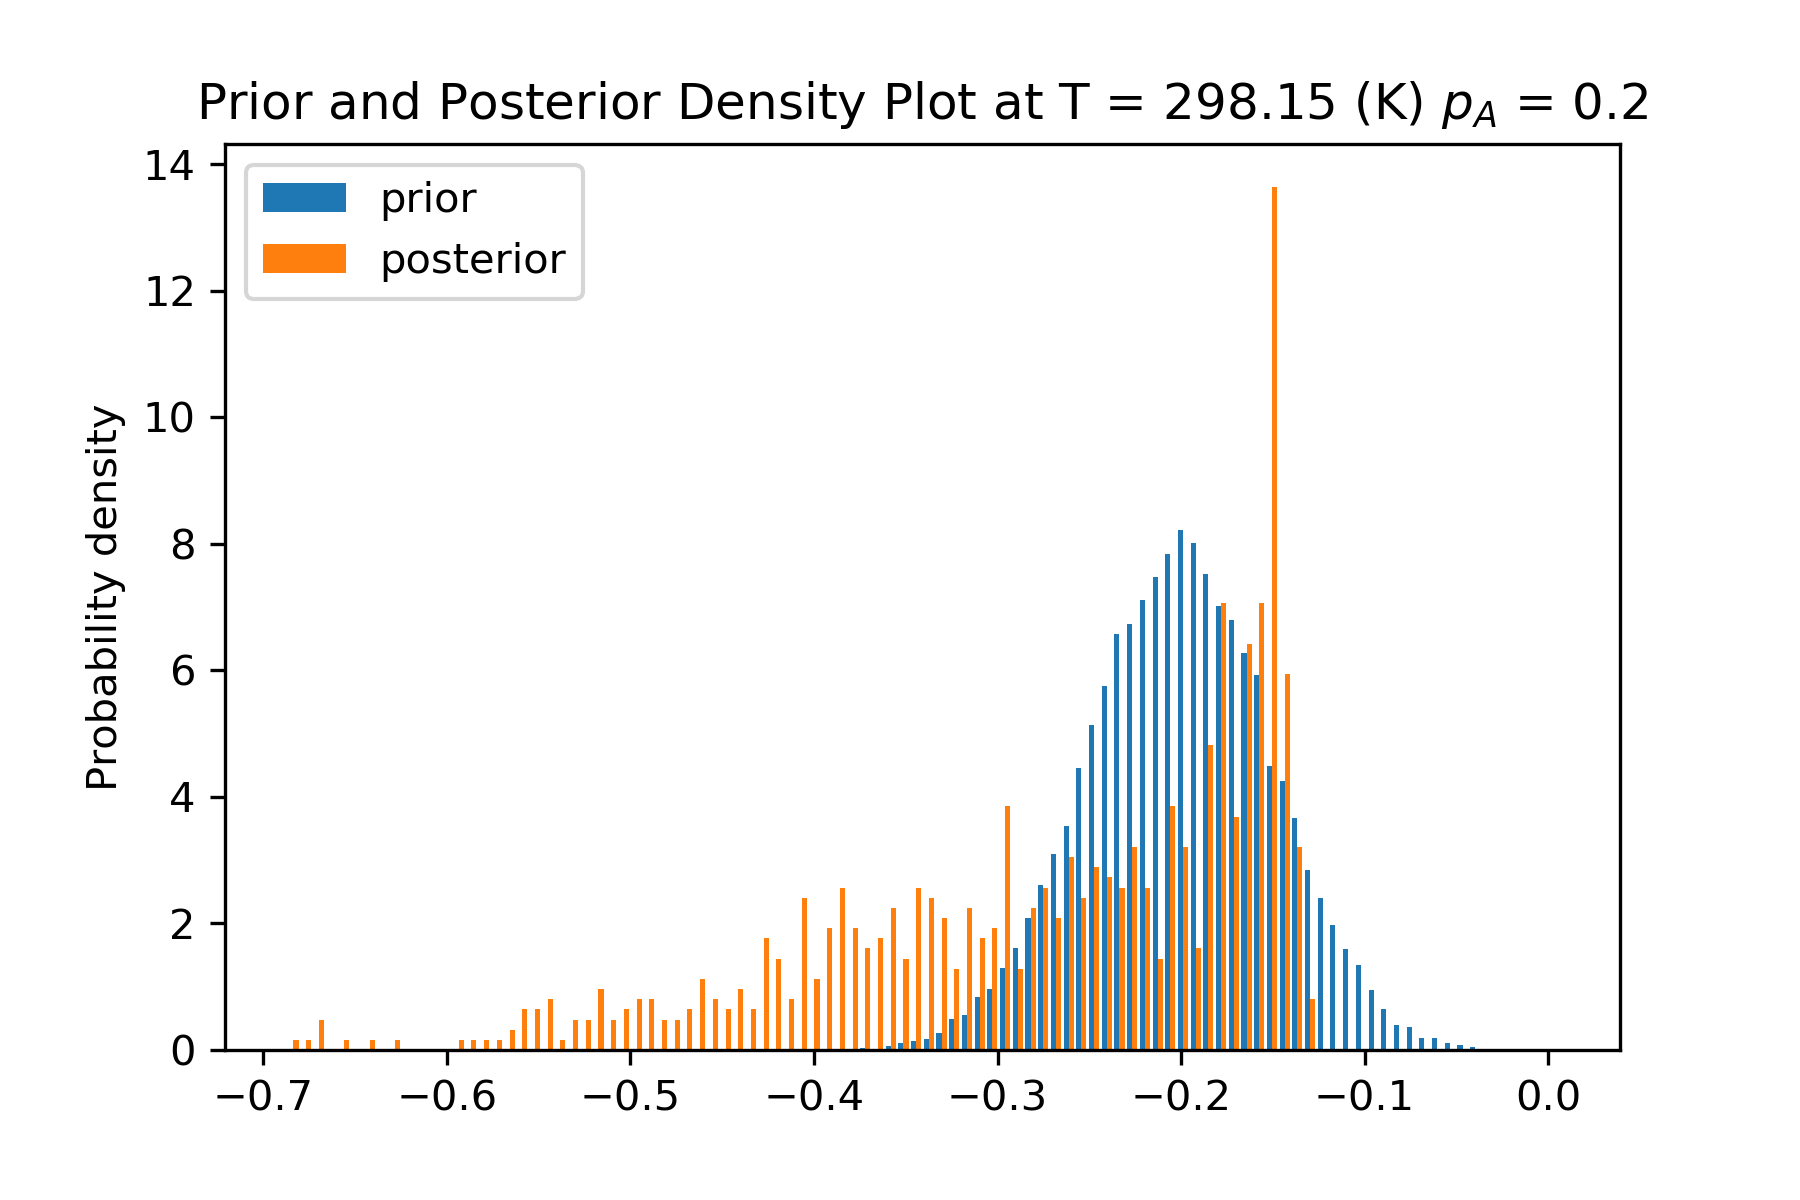 Prior and Posterior Density Plot at T = 298.15 (K) p_A = 0.2
prior
posterior
Probability density
14
12
10
8
6
4
2
0
−0.7 −0.6 −0.5 −0.4 −0.3 −0.2 −0.1 0.0